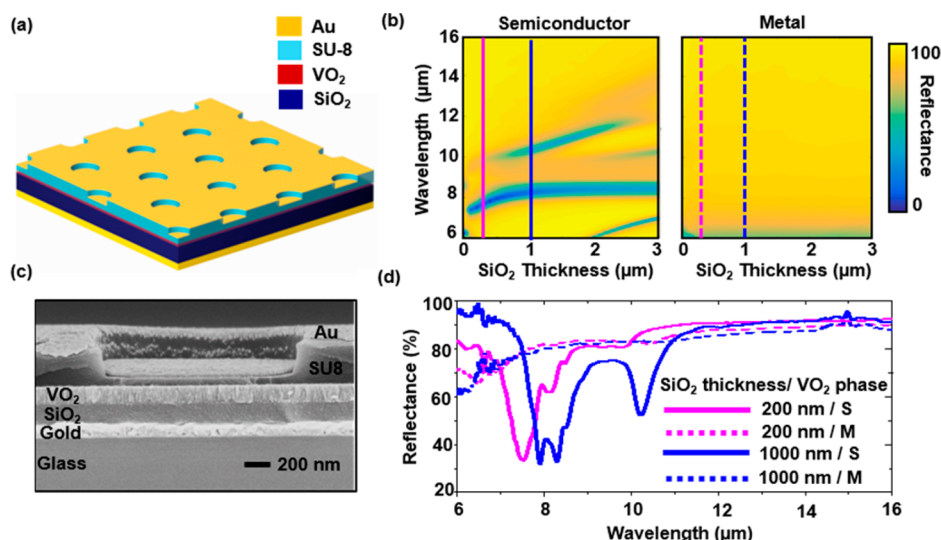 (a)
Au
SU-8
VO₂
SiO₂
(b)
Semiconductor
Metal
Wavelength (μm)
16
14
12
10
8
6
0 1 2 3
0 1 2 3
SiO₂ Thickness (μm)
SiO₂ Thickness (μm)
100
Reflectance
0
(c)
Au
SU8
VO₂
SiO₂
Gold
Glass
200 nm
(d)
Reflectance (%)
100
80
60
40
20
6 8 10 12 14 16
Wavelength (μm)
SiO₂ thickness/ VO₂ phase
200 nm / S
200 nm / M
1000 nm / S
1000 nm / M